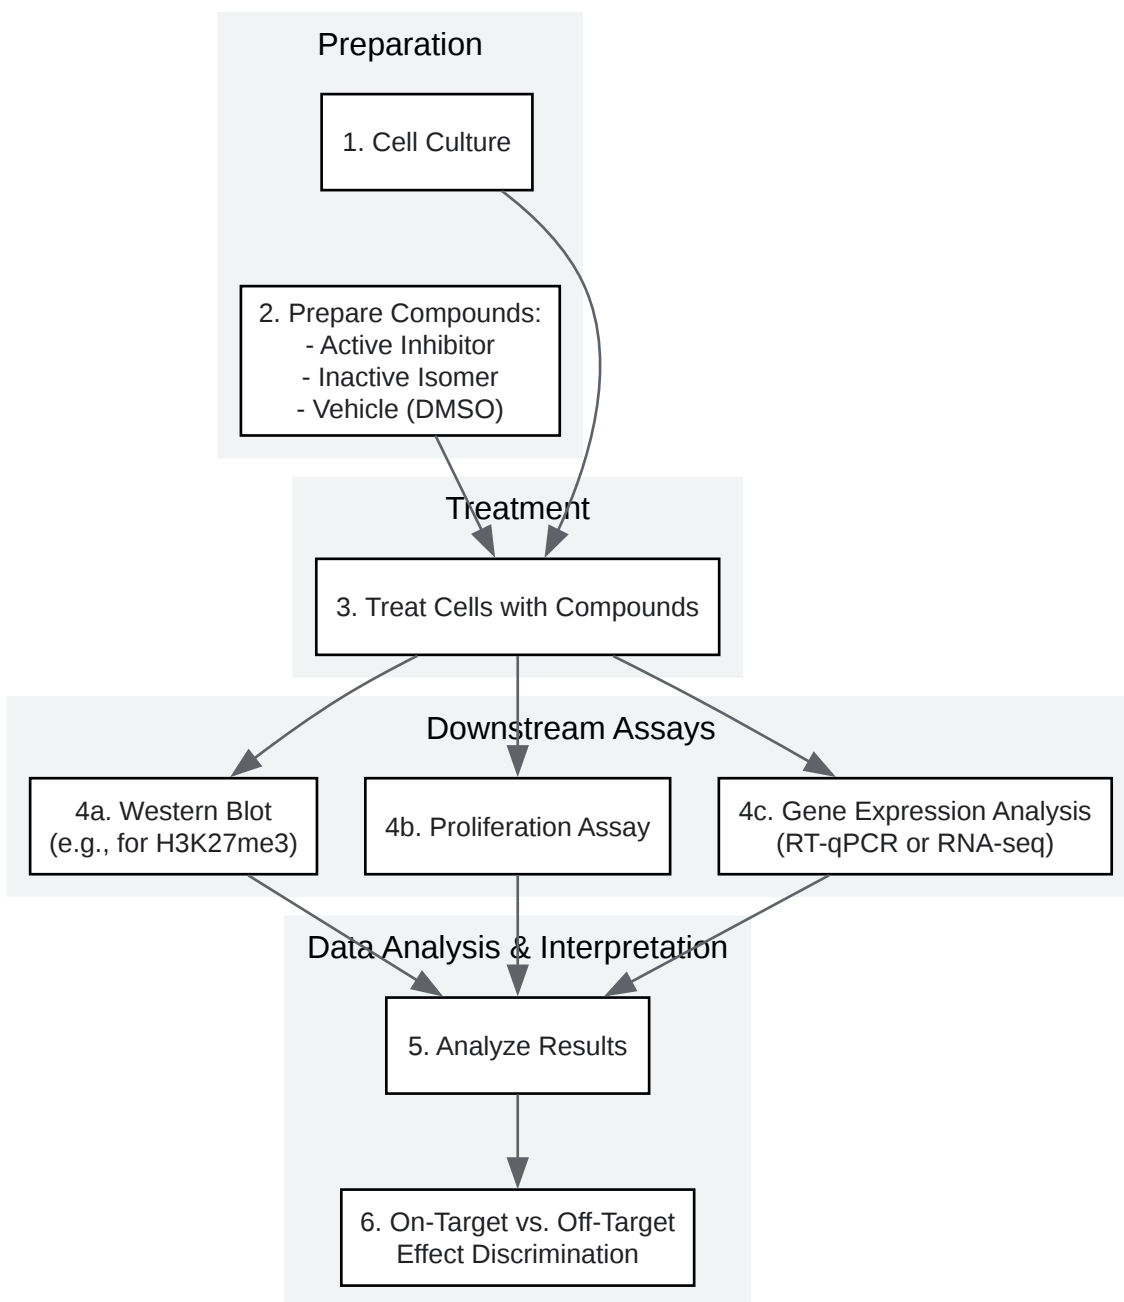 Preparation
1. Cell Culture
2. Prepare Compounds:
- Active Inhibitor
- Inactive Isomer
- Vehicle (DMSO)
Treatment
3. Treat Cells with Compounds
Downstream Assays
4a. Western Blot
(e.g., for H3K27me3)
4b. Proliferation Assay
4c. Gene Expression Analysis
(RT-qPCR or RNA-seq)
Data Analysis & Interpretation
5. Analyze Results
6. On-Target vs. Off-Target
Effect Discrimination